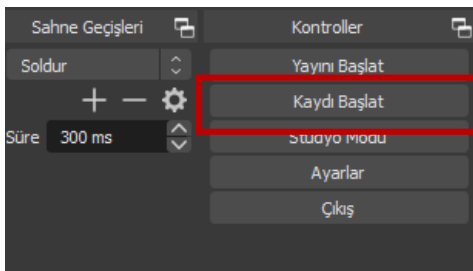 Sahne Geçişleri
Soldur
Süre 300 ms
Kontroller
Yayını Başlat
Kaydı Başlat
Stüdyo Modu
Ayarlar
Çıkış